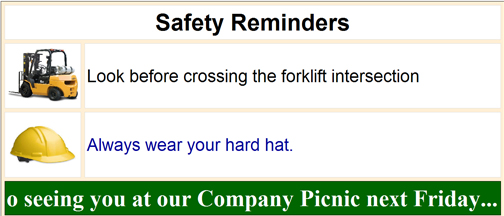 Safety Reminders
Look before crossing the forklift intersection
Always wear your hard hat.
o seeing you at our Company Picnic next Friday...